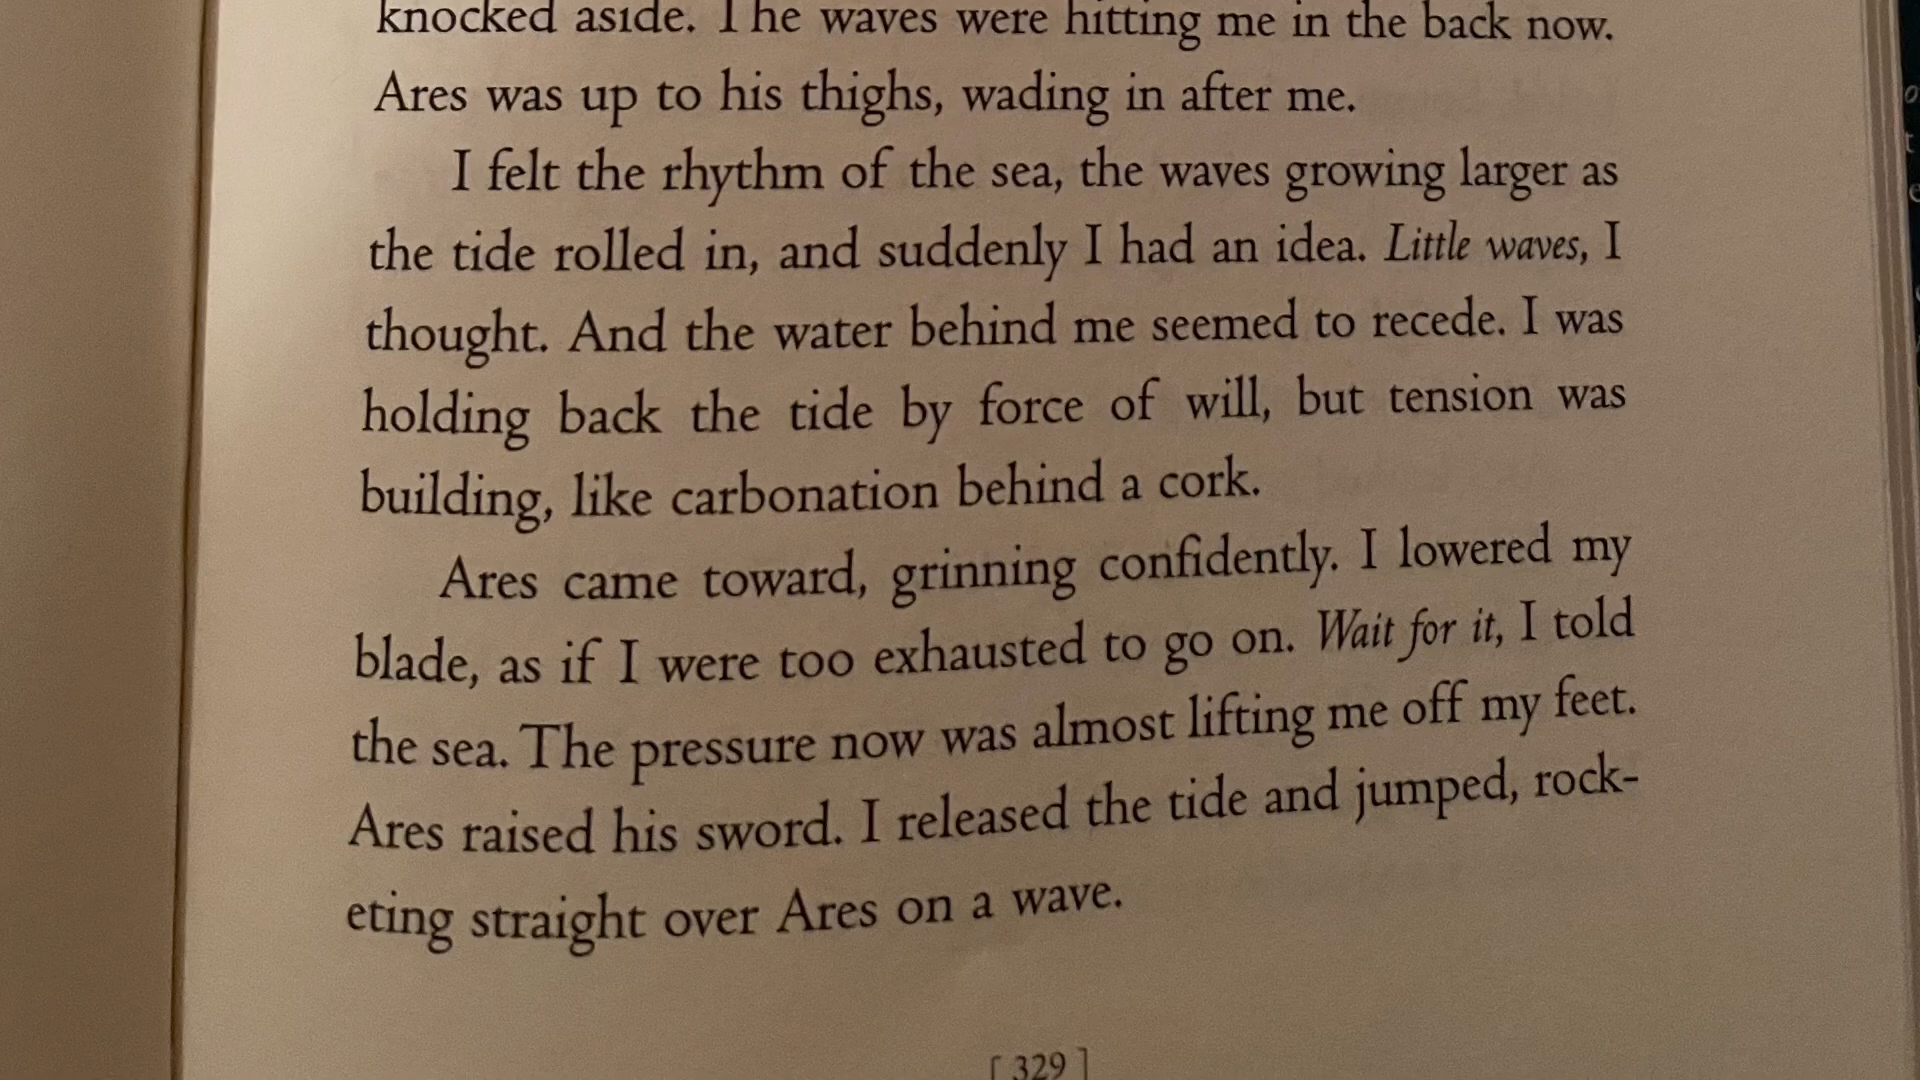 knocked aside. The waves were hitting me in the back now.
Ares was up to his thighs, wading in after me.
I felt the rhythm of the sea, the waves growing larger as
the tide rolled in, and suddenly I had an idea. Little waves, I
thought. And the water behind me seemed to recede. I was
holding back the tide by force of will, but tension was
building, like carbonation behind a cork.
Ares came toward, grinning confidently. I lowered my
blade, as if I were too exhausted to go on. Wait for it, I told
the sea. The pressure now was almost lifting me off my feet.
Ares raised his sword. I released the tide and jumped, rock-
eting straight over Ares on a wave.
[ 329 ]